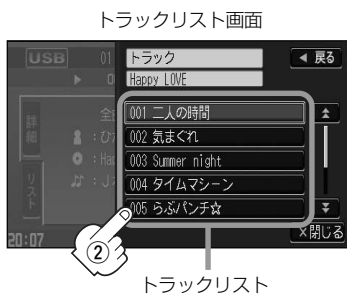 トラックリスト画面
USB
01
トラック
戻る
Happy LOVE
001 二人の時間
002 気まぐれ
003 Summer night
004 タイムマシーン
005 らぶパンチ☆
詳細
リスト
20:07
②
×閉じる
トラックリスト